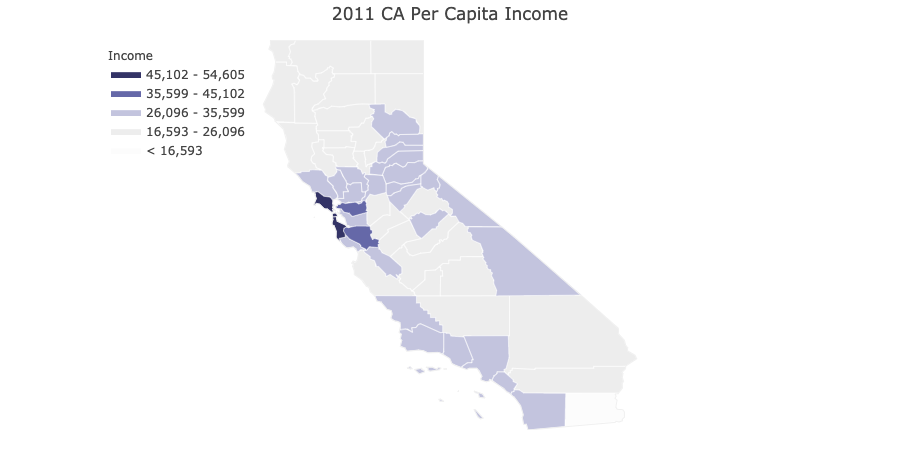 2011 CA Per Capita Income
Income
45,102 - 54,605
35,599 - 45,102
26,096 - 35,599
16,593 - 26,096
< 16,593